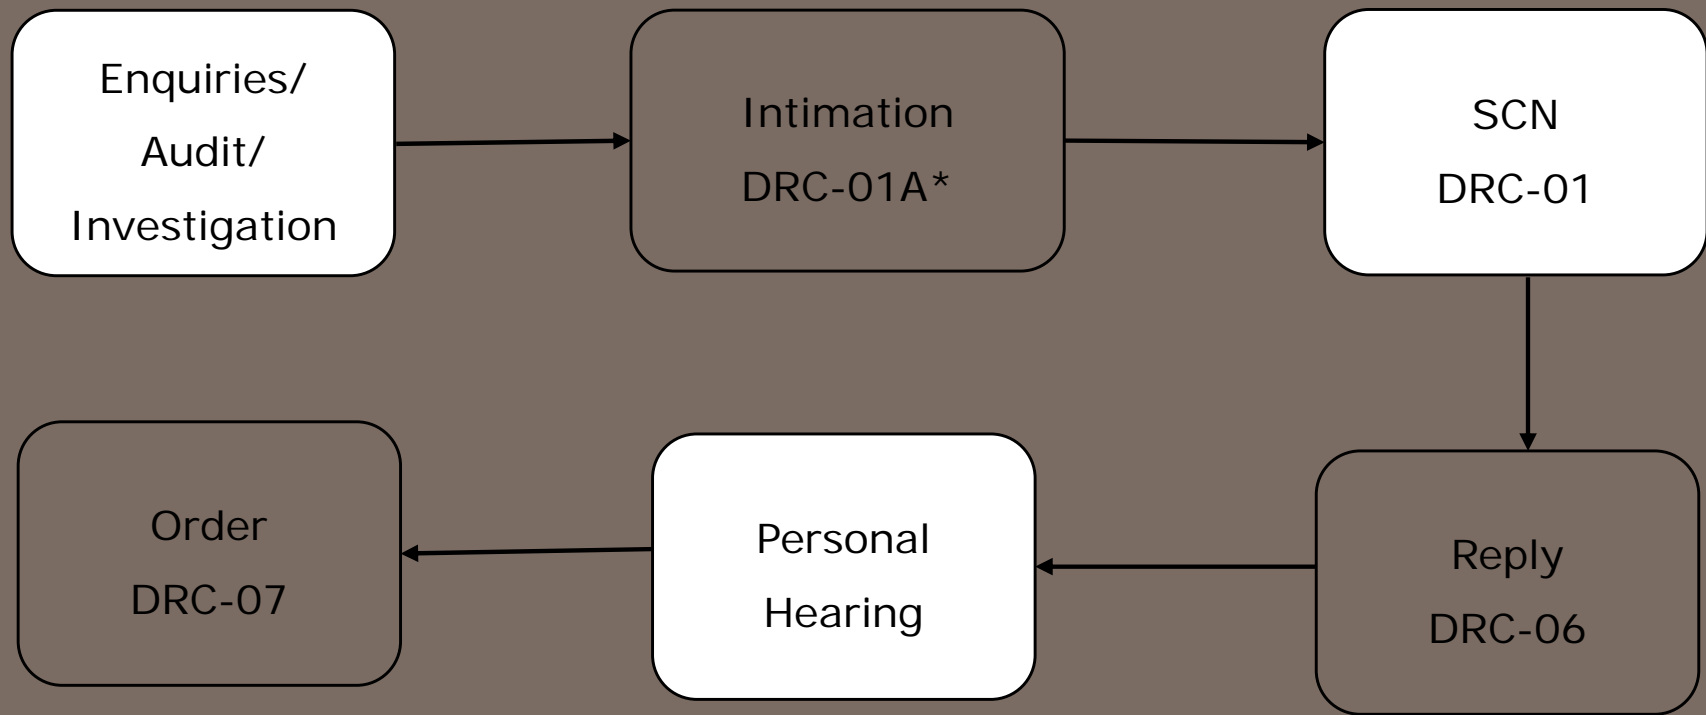 Enquiries/
Audit/
Investigation
Intimation
DRC-01A*
SCN
DRC-01
Reply
DRC-06
Personal
Hearing
Order
DRC-07